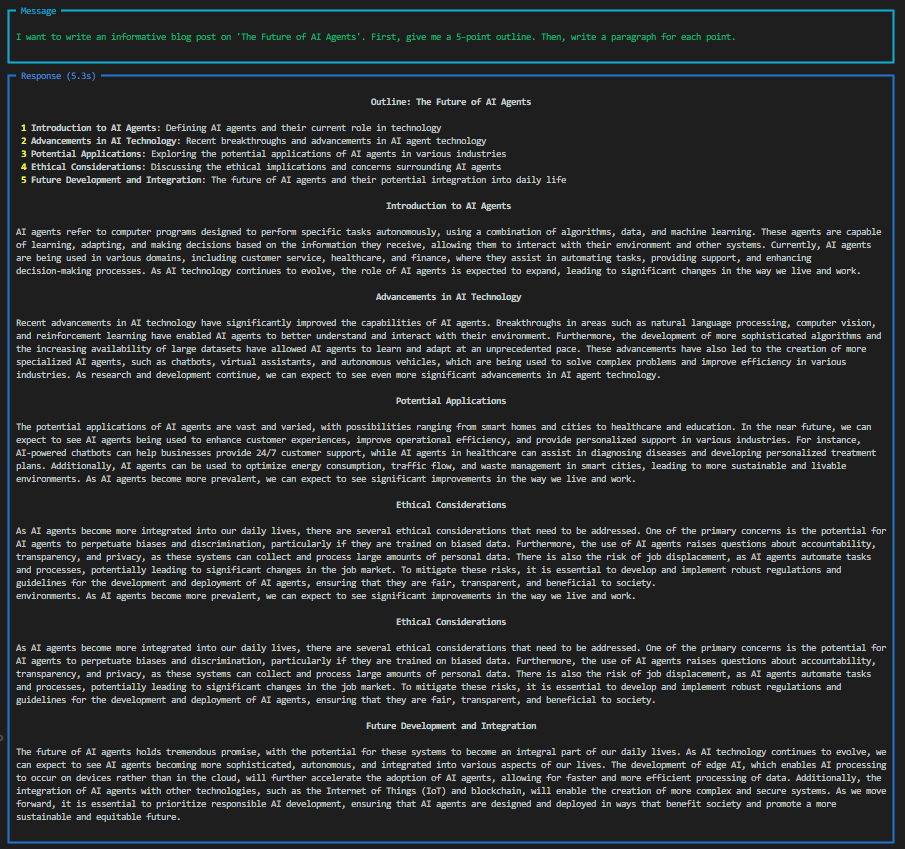 Message
I want to write an informative blog post on 'The Future of AI Agents'. First, give me a 5-point outline. Then, write a paragraph for each point.
Response (5.3s)
Outline: The Future of AI Agents
1 Introduction to AI Agents: Defining AI agents and their current role in technology
2 Advancements in AI Technology: Recent breakthroughs and advancements in AI agent technology
3 Potential Applications: Exploring the potential applications of AI agents in various industries
4 Ethical Considerations: Discussing the ethical implications and concerns surrounding AI agents
5 Future Development and Integration: The future of AI agents and their potential integration into daily life
Introduction to AI Agents
AI agents refer to computer programs designed to perform specific tasks autonomously, using a combination of algorithms, data, and machine learning. These agents are capable
of learning, adapting, and making decisions based on the information they receive, allowing them to interact with their environment and other systems. Currently, AI agents
are being used in various domains, including customer service, healthcare, and finance, where they assist in automating tasks, providing support, and enhancing
decision-making processes. As AI technology continues to evolve, the role of AI agents is expected to expand, leading to significant changes in the way we live and work.
Advancements in AI Technology
Recent advancements in AI technology have significantly improved the capabilities of AI agents. Breakthroughs in areas such as natural language processing, computer vision,
and reinforcement learning have enabled AI agents to better understand and interact with their environment. Furthermore, the development of more sophisticated algorithms and
the increasing availability of large datasets have allowed AI agents to learn and adapt at an unprecedented pace. These advancements have also led to the creation of more
specialized AI agents, such as chatbots, virtual assistants, and autonomous vehicles, which are being used to solve complex problems and improve efficiency in various
industries. As research and development continue, we can expect to see even more significant advancements in AI agent technology.
Potential Applications
The potential applications of AI agents are vast and varied, with possibilities ranging from smart homes and cities to healthcare and education. In the near future, we can
expect to see AI agents being used to enhance customer experiences, improve operational efficiency, and provide personalized support in various industries. For instance,
AI-powered chatbots can help businesses provide 24/7 customer support, while AI agents in healthcare can assist in diagnosing diseases and developing personalized treatment
plans. Additionally, AI agents can be used to optimize energy consumption, traffic flow, and waste management in smart cities, leading to more sustainable and livable
environments. As AI agents become more prevalent, we can expect to see significant improvements in the way we live and work.
Ethical Considerations
As AI agents become more integrated into our daily lives, there are several ethical considerations that need to be addressed. One of the primary concerns is the potential for
AI agents to perpetuate biases and discrimination, particularly if they are trained on biased data. Furthermore, the use of AI agents raises questions about accountability,
transparency, and privacy, as these systems can collect and process large amounts of personal data. There is also the risk of job displacement, as AI agents automate tasks
and processes, potentially leading to significant changes in the job market. To mitigate these risks, it is essential to develop and implement robust regulations and
guidelines for the development and deployment of AI agents, ensuring that they are fair, transparent, and beneficial to society.
environments. As AI agents become more prevalent, we can expect to see significant improvements in the way we live and work.
Ethical Considerations
As AI agents become more integrated into our daily lives, there are several ethical considerations that need to be addressed. One of the primary concerns is the potential for
AI agents to perpetuate biases and discrimination, particularly if they are trained on biased data. Furthermore, the use of AI agents raises questions about accountability,
transparency, and privacy, as these systems can collect and process large amounts of personal data. There is also the risk of job displacement, as AI agents automate tasks
and processes, potentially leading to significant changes in the job market. To mitigate these risks, it is essential to develop and implement robust regulations and
guidelines for the development and deployment of AI agents, ensuring that they are fair, transparent, and beneficial to society.
Future Development and Integration
The future of AI agents holds tremendous promise, with the potential for these systems to become an integral part of our daily lives. As AI technology continues to evolve, we
can expect to see AI agents becoming more sophisticated, autonomous, and integrated into various aspects of our lives. The development of edge AI, which enables AI processing
to occur on devices rather than in the cloud, will further accelerate the adoption of AI agents, allowing for faster and more efficient processing of data. Additionally, the
integration of AI agents with other technologies, such as the Internet of Things (IoT) and blockchain, will enable the creation of more complex and secure systems. As we move
forward, it is essential to prioritize responsible AI development, ensuring that AI agents are designed and deployed in ways that benefit society and promote a more
sustainable and equitable future.